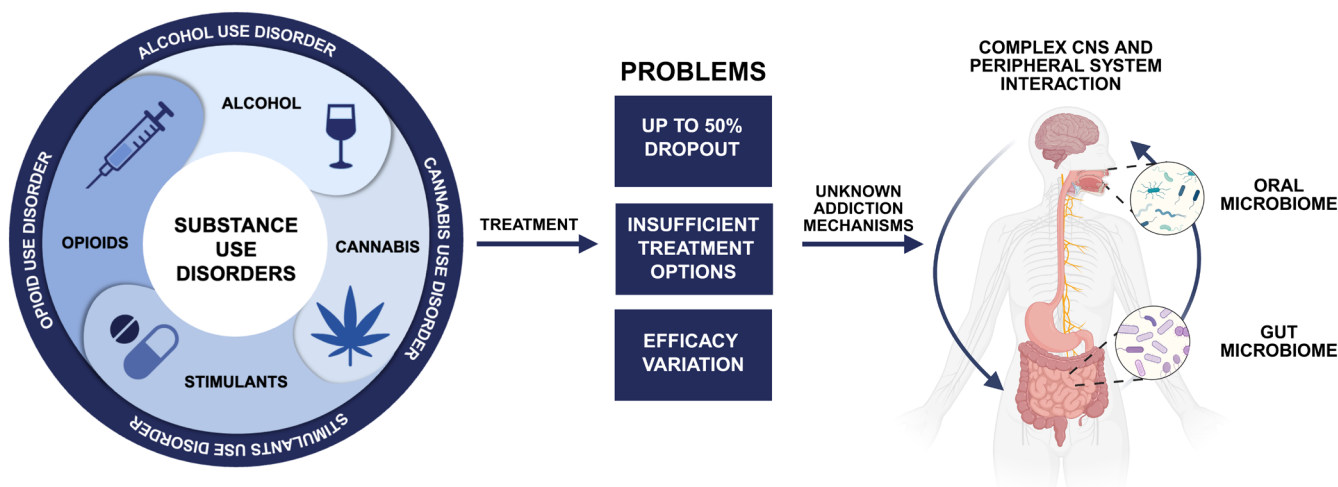 ALCOHOL USE DISORDER
CANNABIS USE DISORDER
STIMULANTS USE DISORDER
OPIOID USE DISORDER
ALCOHOL
OPIOIDS
CANNABIS
STIMULANTS
SUBSTANCE
USE
DISORDERS
TREATMENT
PROBLEMS
UP TO 50%
DROPOUT
INSUFFICIENT
TREATMENT
OPTIONS
EFFICACY
VARIATION
UNKNOWN
ADDICTION
MECHANISMS
COMPLEX CNS AND
PERIPHERAL SYSTEM
INTERACTION
ORAL
MICROBIOME
GUT
MICROBIOME